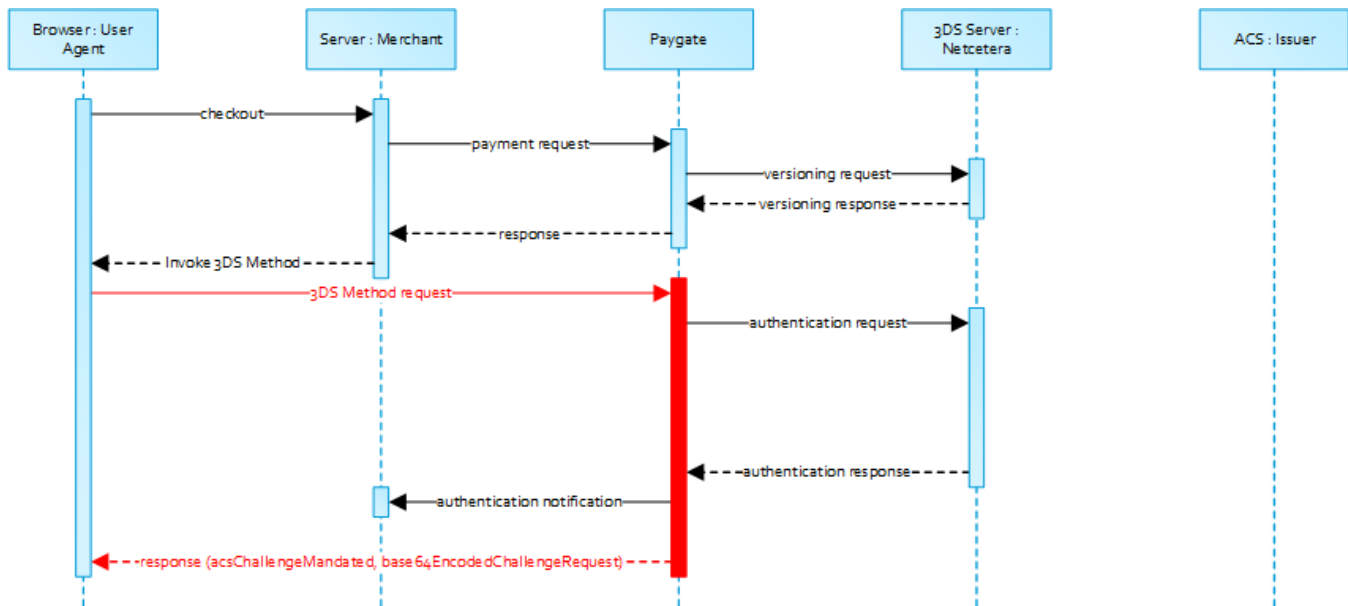 Browser : User
Agent
Server : Merchant
Paygate
3DS Server :
Netcetera
ACS : Issuer
checkout
payment request
versioning request
versioning response
response
Invoke 3DS Method
3DS Method request
authentication request
authentication response
authentication notification
response (acsChallengeMandated, base64EncodedChallengeRequest)